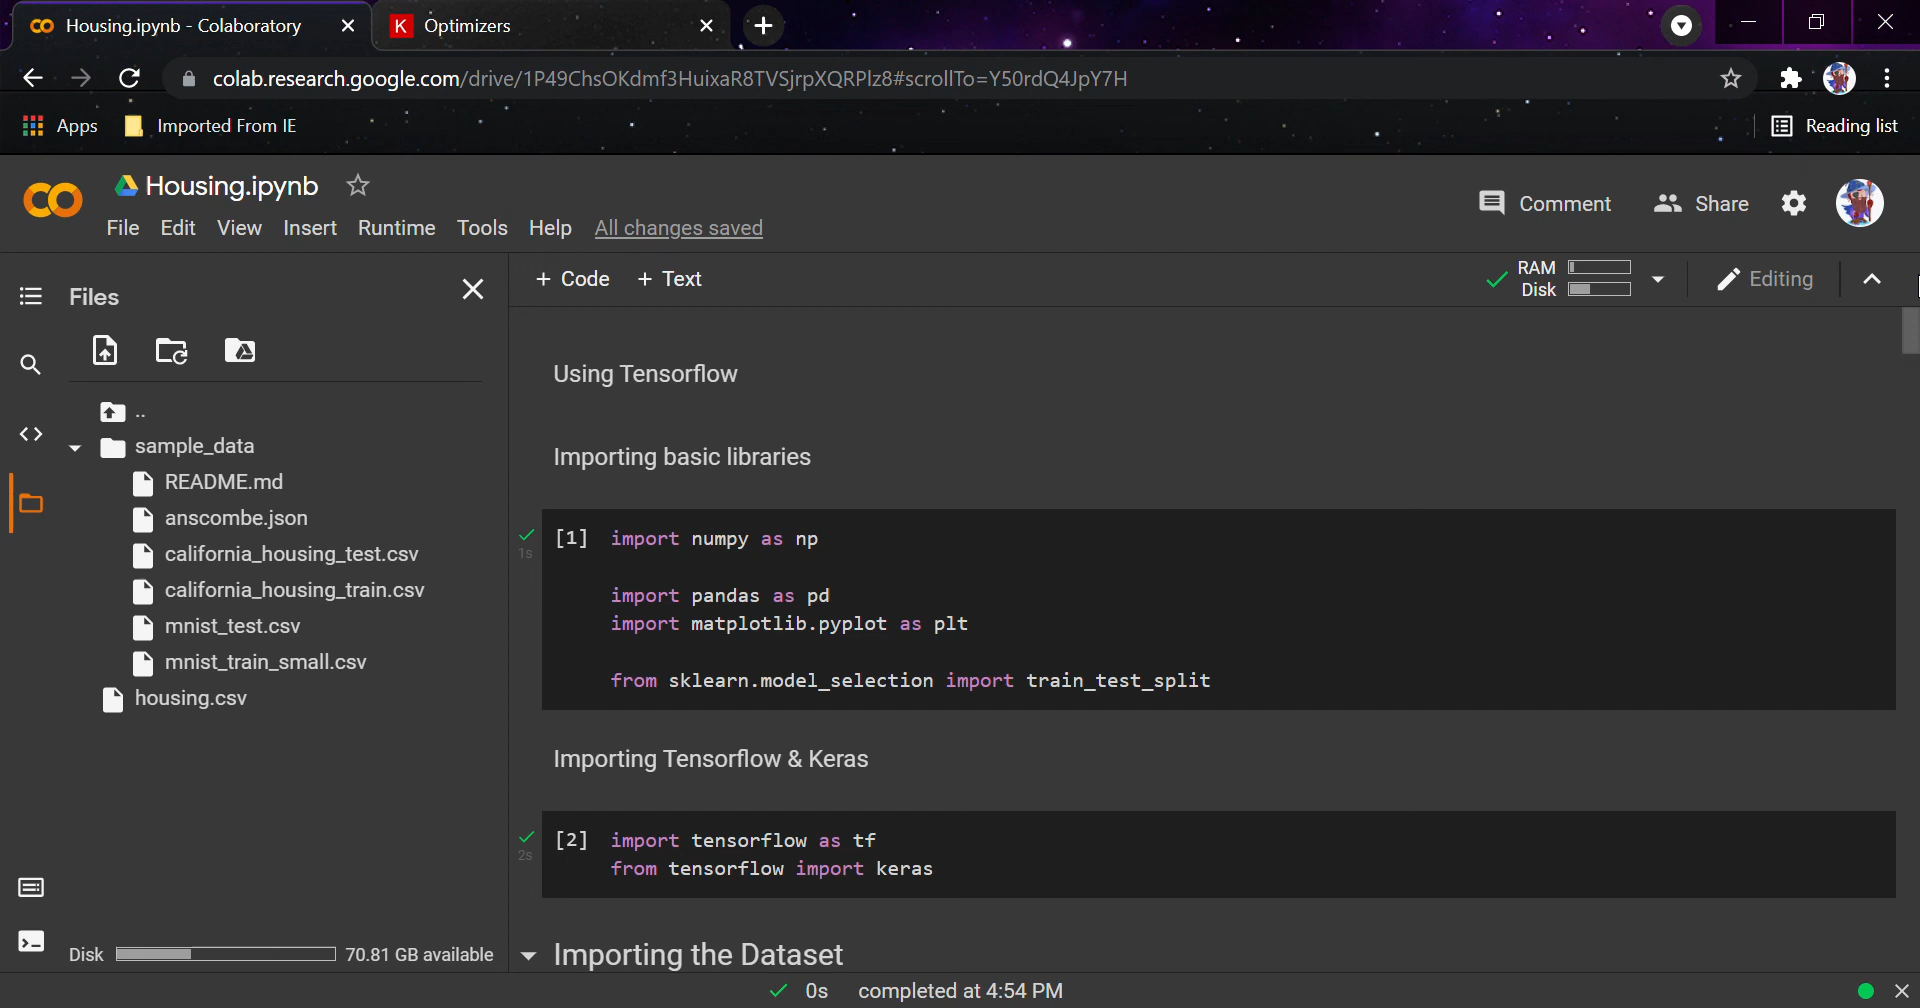 Housing.ipynb - Colaboratory
Optimizers
colab.research.google.com/drive/1P49ChsOKdmf3HuixaR8TVSjrpXQRPlz8#scrollTo=Y50rdQ4JpY7H
Apps
Imported From IE
Reading list
Housing.ipynb
File Edit View Insert Runtime Tools Help All changes saved
Comment
Share
Files
+ Code + Text
RAM
Disk
Editing
..
sample_data
README.md
anscombe.json
california_housing_test.csv
california_housing_train.csv
mnist_test.csv
mnist_train_small.csv
housing.csv
Disk 70.81 GB available
Using Tensorflow
Importing basic libraries
1s
[1] import numpy as np
import pandas as pd
import matplotlib.pyplot as plt
from sklearn.model_selection import train_test_split
Importing Tensorflow & Keras
2s
[2] import tensorflow as tf
from tensorflow import keras
Importing the Dataset
0s completed at 4:54 PM